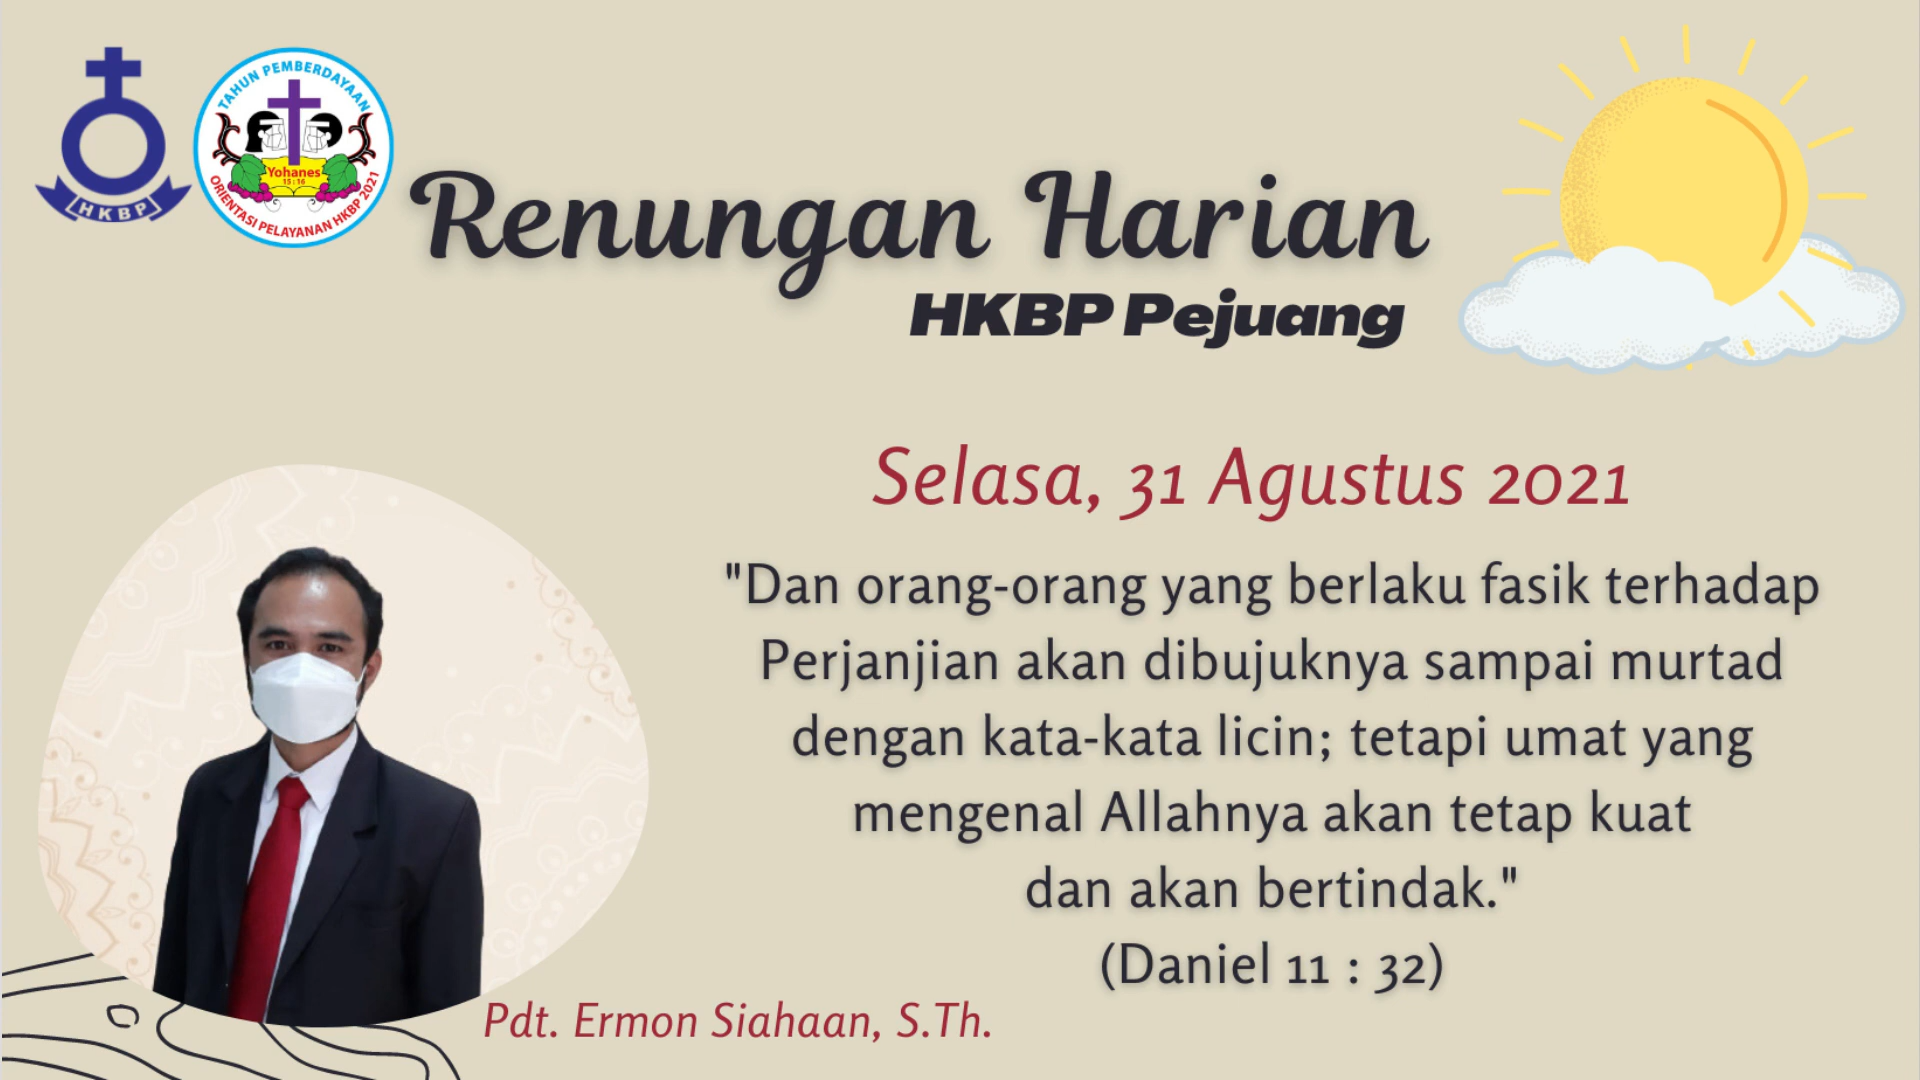 HKBP
TAHUN PEMBERDAYAAN
Yohanes
15 : 16
ORIENTASI PELAYANAN HKBP 2021
Renungan Harian
HKBP Pejuang
Selasa, 31 Agustus 2021
"Dan orang-orang yang berlaku fasik terhadap
Perjanjian akan dibujuknya sampai murtad
dengan kata-kata licin; tetapi umat yang
mengenal Allahnya akan tetap kuat
dan akan bertindak."
(Daniel 11 : 32)
Pdt. Ermon Siahaan, S.Th.